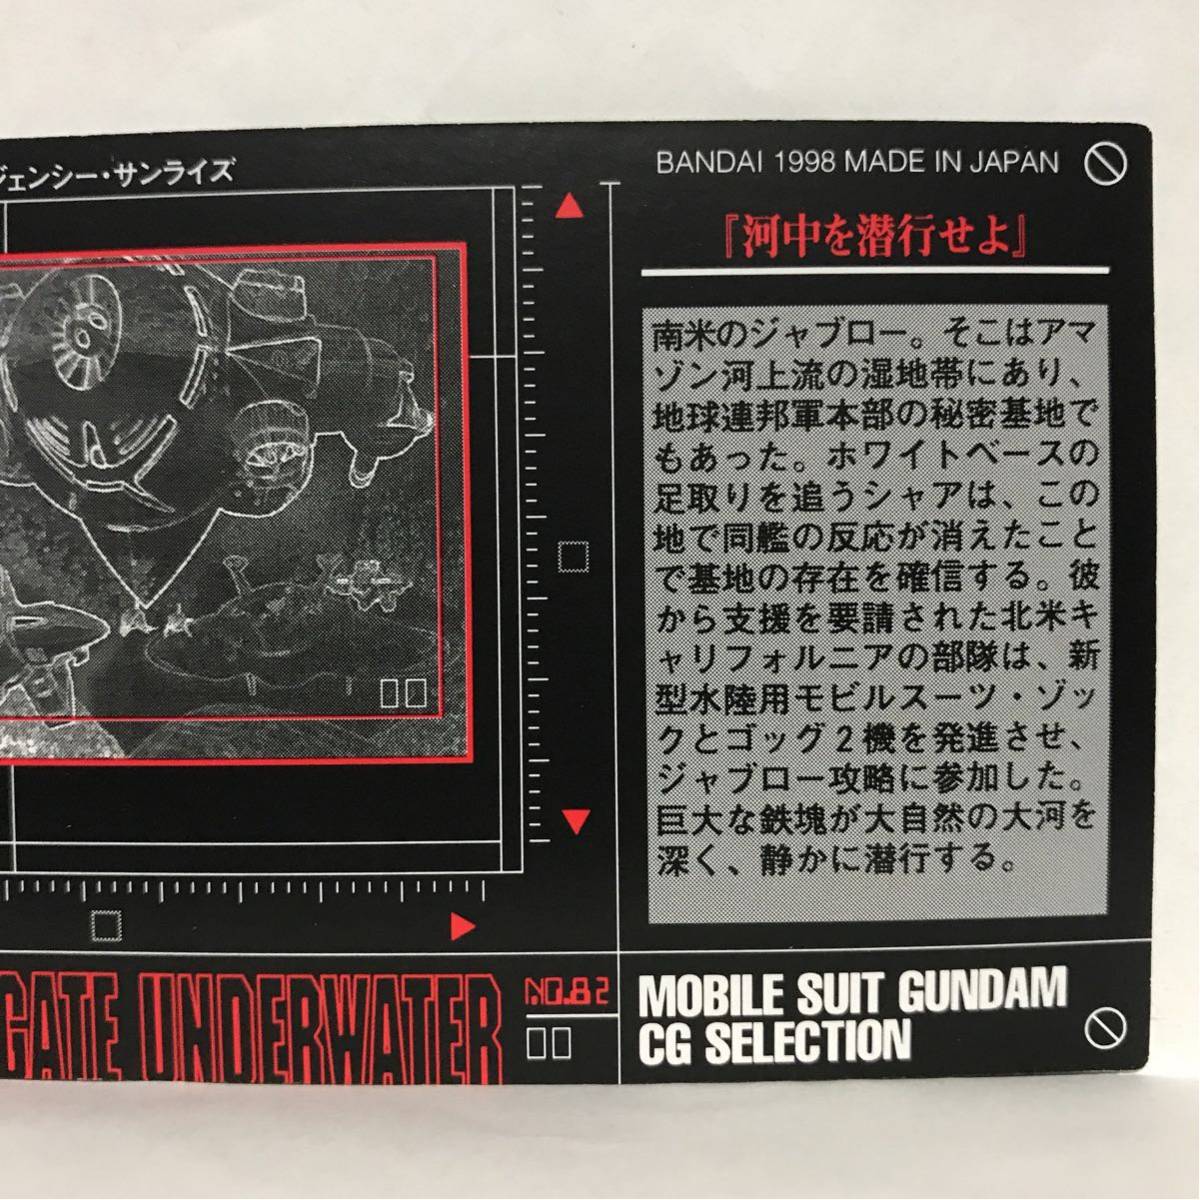 ジェンシー・サンライズ
BANDAI 1998 MADE IN JAPAN
『河中を潜行せよ』
南米のジャブロー。そこはアマ
ゾン河上流の湿地帯にあり、
地球連邦軍本部の秘密基地で
もあった。ホワイトベースの
足取りを追うシャアは、この
地で同艦の反応が消えたこと
で基地の存在を確信する。彼
から支援を要請された北米キ
ャリフォルニアの部隊は、新
型水陸用モビルスーツ・ゾッ
クとゴッグ2機を発進させ、
ジャブロー攻略に参加した。
巨大な鉄塊が大自然の大河を
深く、静かに潜行する。
GATE UNDERWATER
NO.82
MOBILE SUIT GUNDAM
CG SELECTION